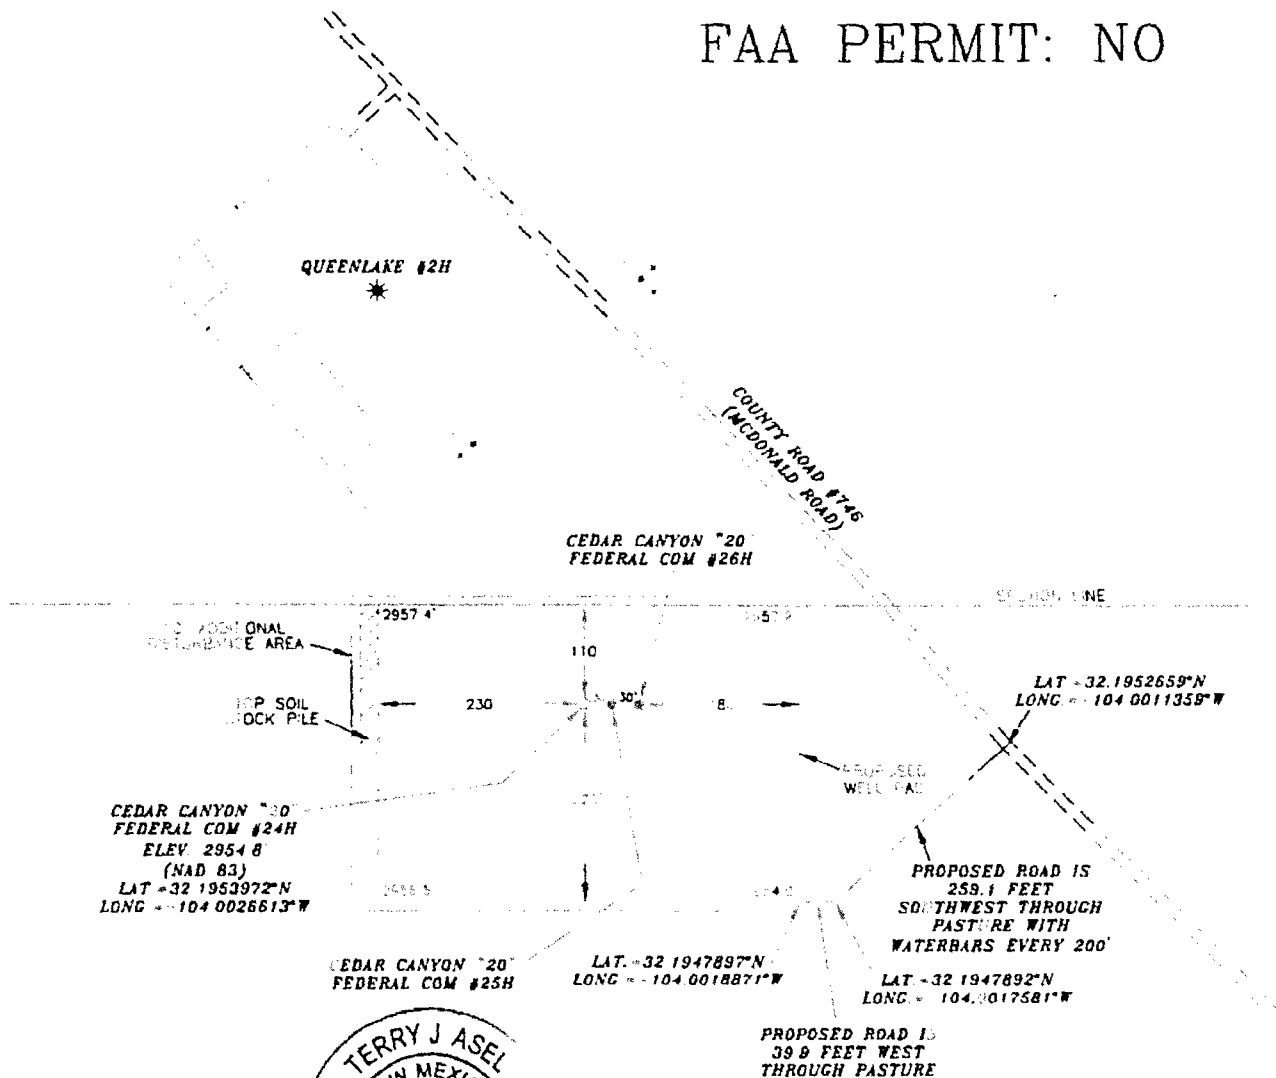 FAA PERMIT: NO
QUEENLAKE #2H
COUNTY ROAD #746
(MCDONALD ROAD)
CEDAR CANYON "20
FEDERAL COM #26H
2957.4'
ADDITIONAL
AREA
110
230
30'
TOP SOIL
STOCK PILE
LAT =32.1952659°N
LONG = -104.0011359°W
PROPOSED
WELL PAD
CEDAR CANYON
FEDERAL COM #24H
ELEV. 2954 8'
(NAD 83)
LAT =32 1953972°N
LONG = -104 0026613°W
PROPOSED ROAD IS
259.1 FEET
SOUTHWEST THROUGH
PASTURE WITH
WATERBARS EVERY 200'
CEDAR CANYON "20"
FEDERAL COM #25H
LAT. =32 1947897°N
LONG = -104.0018871°W
LAT =32 1947892°N
LONG = 104.0017581°W
PROPOSED ROAD IS
39 9 FEET WEST
THROUGH PASTURE
TERRY J ASEL